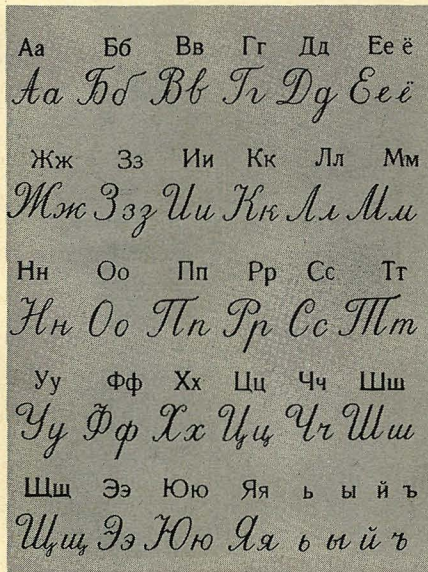 Аа Бб Вв Гг Дд Ее ё
Аа Бб Вв Гг Дд Ее ё
Жж Зз Ии Кк Лл Мм
Жж Ззз Ии Кк Лл Мм
Нн Оо Пп Рр Сс Тт
Нн Оо Пп Рр Сс Тт
Уу Фф Хх Цц Чч Шш
Уу Фф Хх Цц Чч Шш
Щщ Ээ Юю Яя ь ы й ъ
Щщ Ээ Юю Яя ь ы й ъ